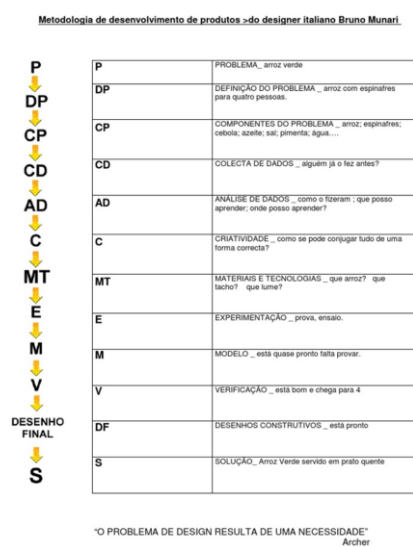 Metodologia de desenvolvimento de produtos >do designer italiano Bruno Munari
P
DP
CP
CD
AD
C
MT
E
M
V
DESENHO
FINAL
S
P PROBLEMA_ arroz verde
DP DEFINIÇÃO DO PROBLEMA _ arroz com espinafres
para quatro pessoas.
CP COMPONENTES DO PROBLEMA _ arroz; espinafres;
cebola; azeite; sal; pimenta; água….
CD COLECTA DE DADOS _ alguém já o fez antes?
AD ANÁLISE DE DADOS _ como o fizeram ; que posso
aprender; onde posso aprender?
C CRIATIVIDADE _ como se pode conjugar tudo de uma
forma correcta?
MT MATERIAIS E TECNOLOGIAS _ que arroz? que
tacho? que lume?
E EXPERIMENTAÇÃO _ prova, ensaio.
M MODELO _ está quase pronto falta provar.
V VERIFICAÇÃO _ está bom e chega para 4
DF DESENHOS CONSTRUTIVOS _ está pronto
S SOLUÇÃO_ Arroz Verde servido em prato quente
“O PROBLEMA DE DESIGN RESULTA DE UMA NECESSIDADE”
Archer